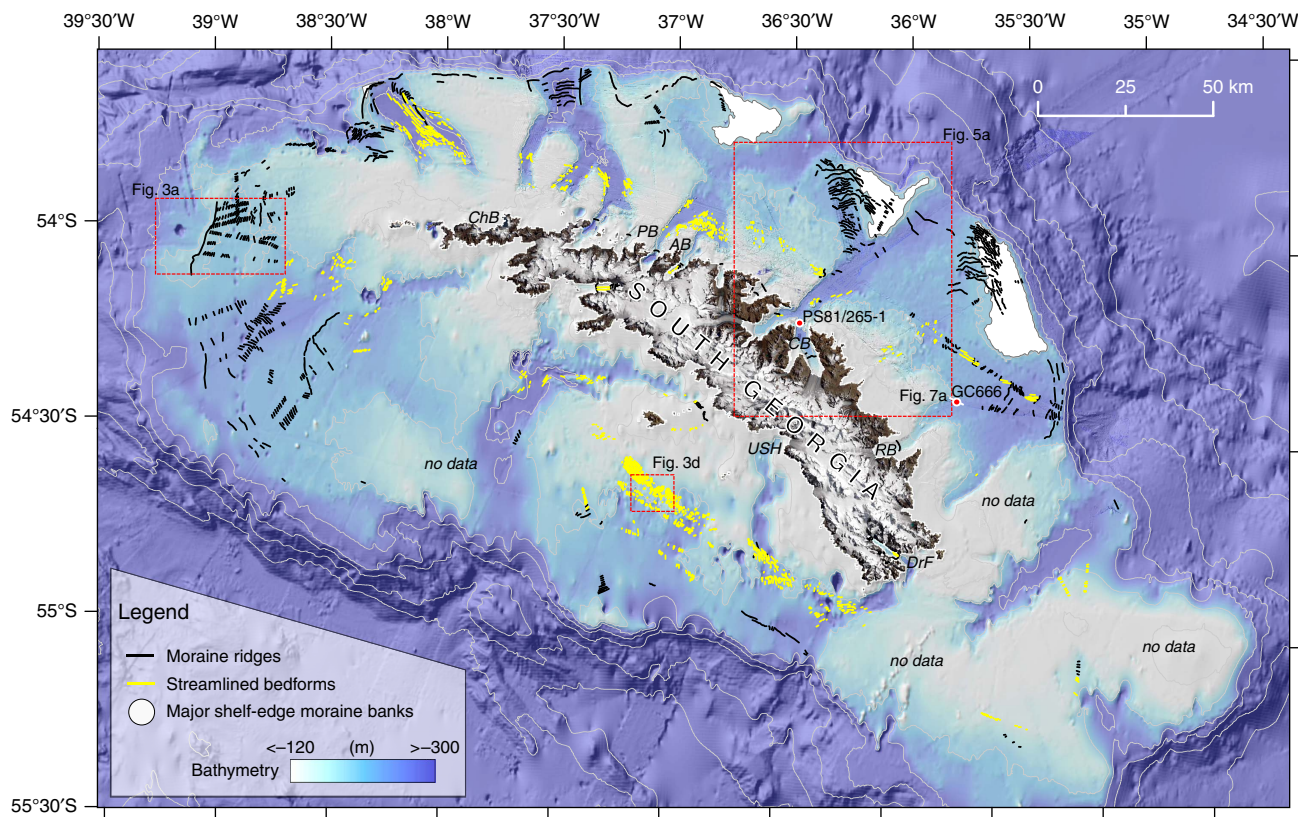 39°30'W
39°W
38°30'W
38°W
37°30'W
37°W
36°30'W
36°W
35°30'W
35°W
34°30'W
0 25 50 km
Fig. 5a
Fig. 3a
54°S
ChB
PB
AB
SOUTH GEORGIA
PS81/265-1
CB
Fig. 7a
GC666
54°30'S
USH
RB
no data
Fig. 3d
no data
DrF
55°S
no data
no data
Legend
Moraine ridges
Streamlined bedforms
Major shelf-edge moraine banks
<–120 (m) >–300
Bathymetry
55°30'S